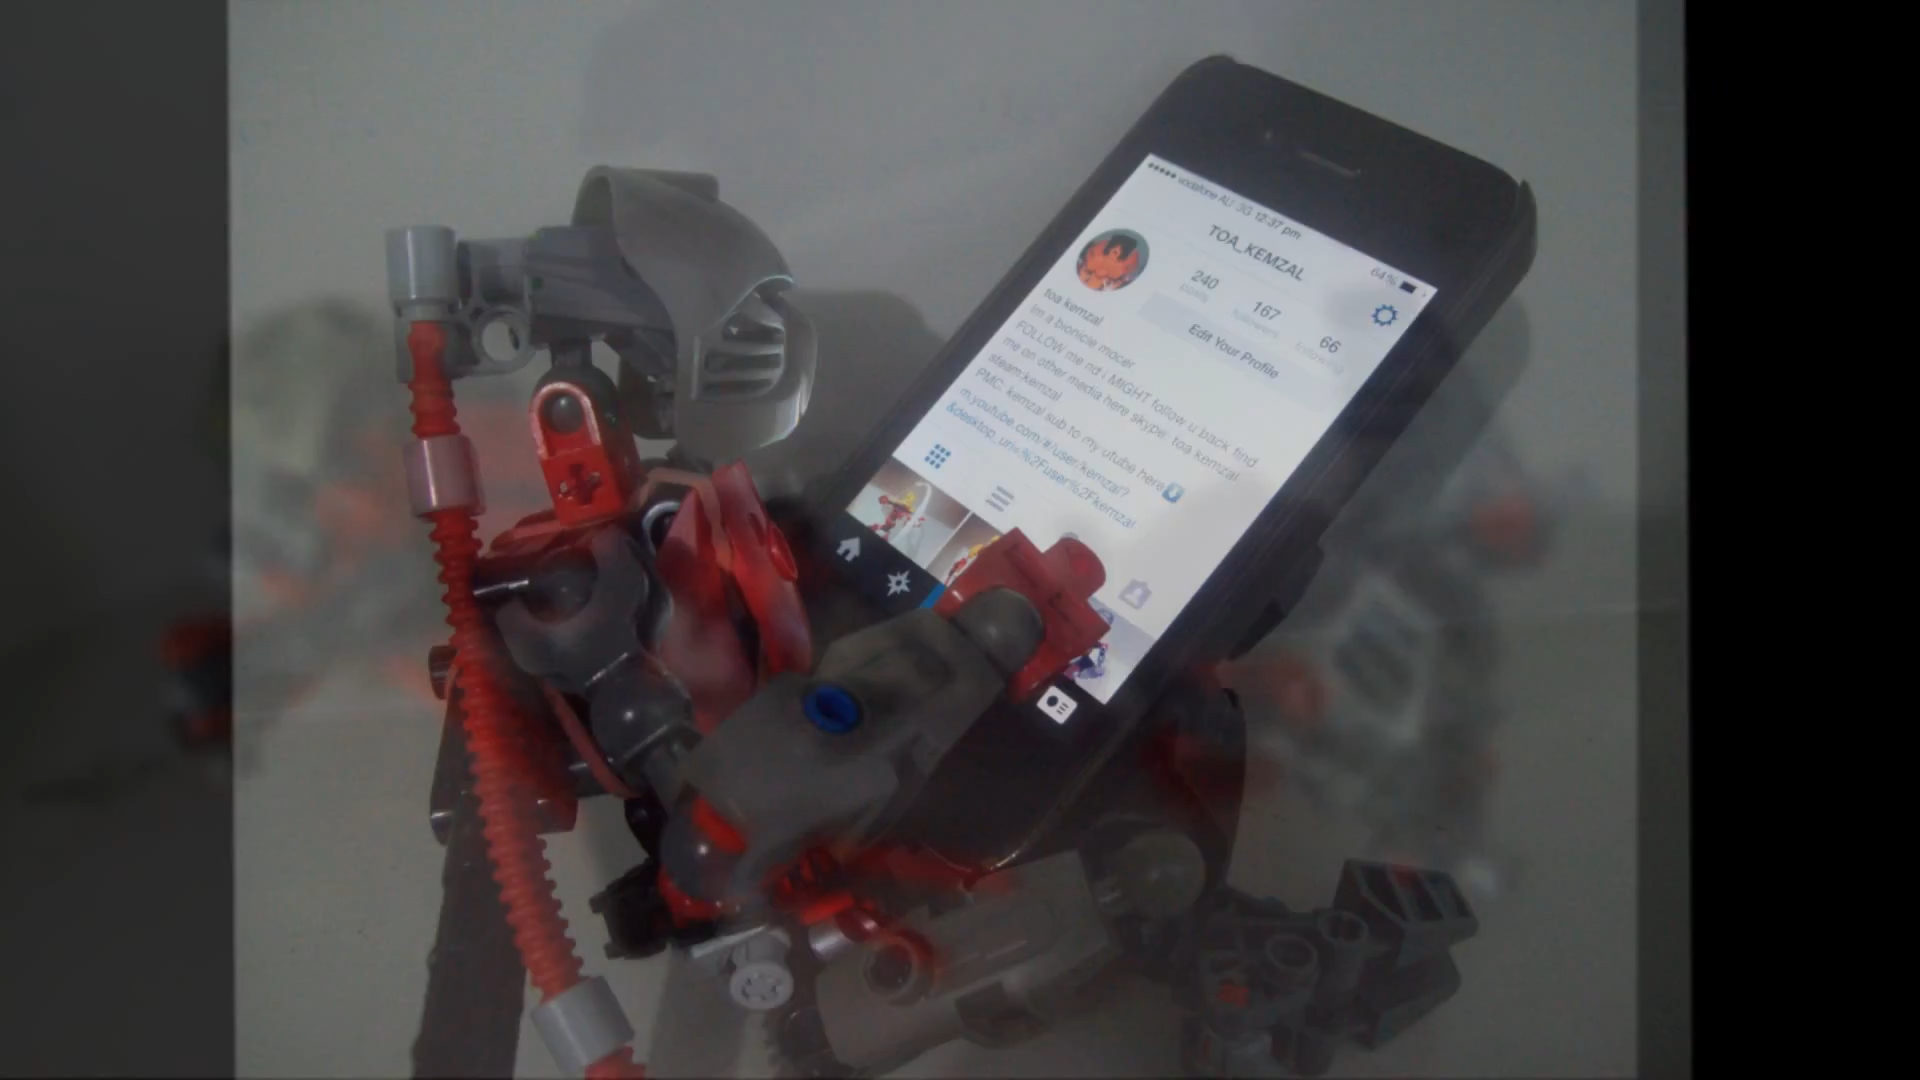 vodafone AU 3G 12:37 pm
64%
TOA_KEMZAL
240
posts
167
followers
66
following
Edit Your Profile
toa kemzal
Im a bionicle mocer
FOLLOW me nd i MIGHT follow u back find
me on other media here skype: toa kemzal
steam:kemzal
PMC: kemzal sub to my utube here⬇
m.youtube.com/#/user/kemzal?
&desktop_uri=%2Fuser%2Fkemzal